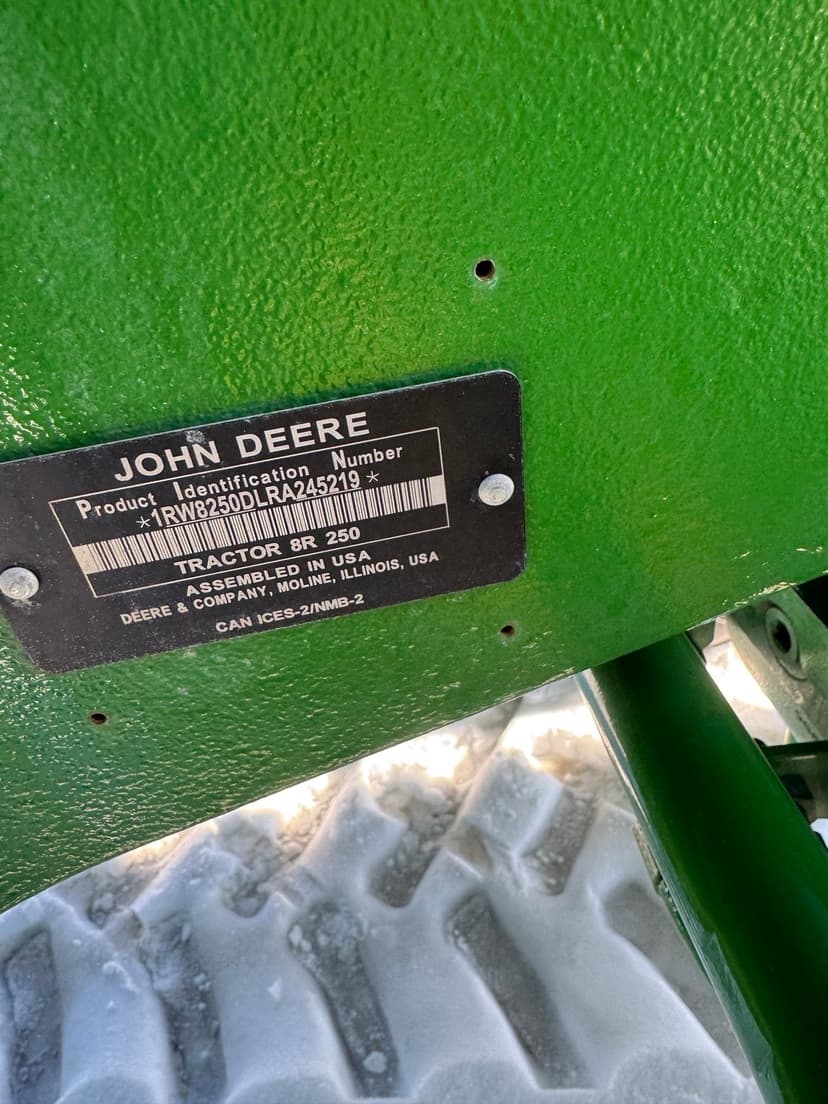 JOHN DEERE
Product Identification Number
*1RW8250DLRA245219*
TRACTOR 8R 250
ASSEMBLED IN USA
DEERE & COMPANY, MOLINE, ILLINOIS, USA
CAN ICES-2/NMB-2